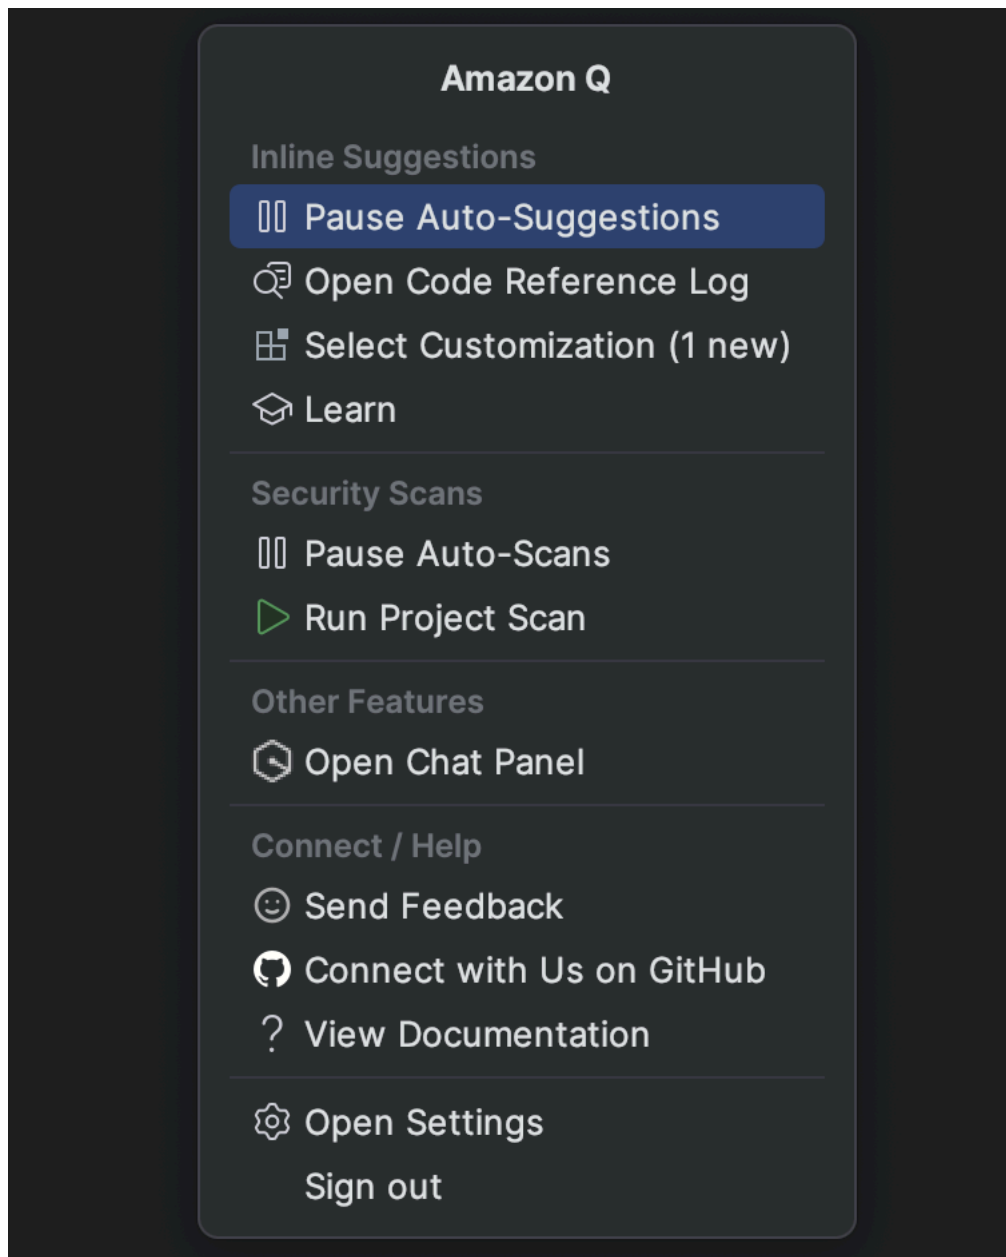 Amazon Q
Inline Suggestions
Pause Auto-Suggestions
Open Code Reference Log
Select Customization (1 new)
Learn
Security Scans
Pause Auto-Scans
Run Project Scan
Other Features
Open Chat Panel
Connect / Help
Send Feedback
Connect with Us on GitHub
View Documentation
Open Settings
Sign out